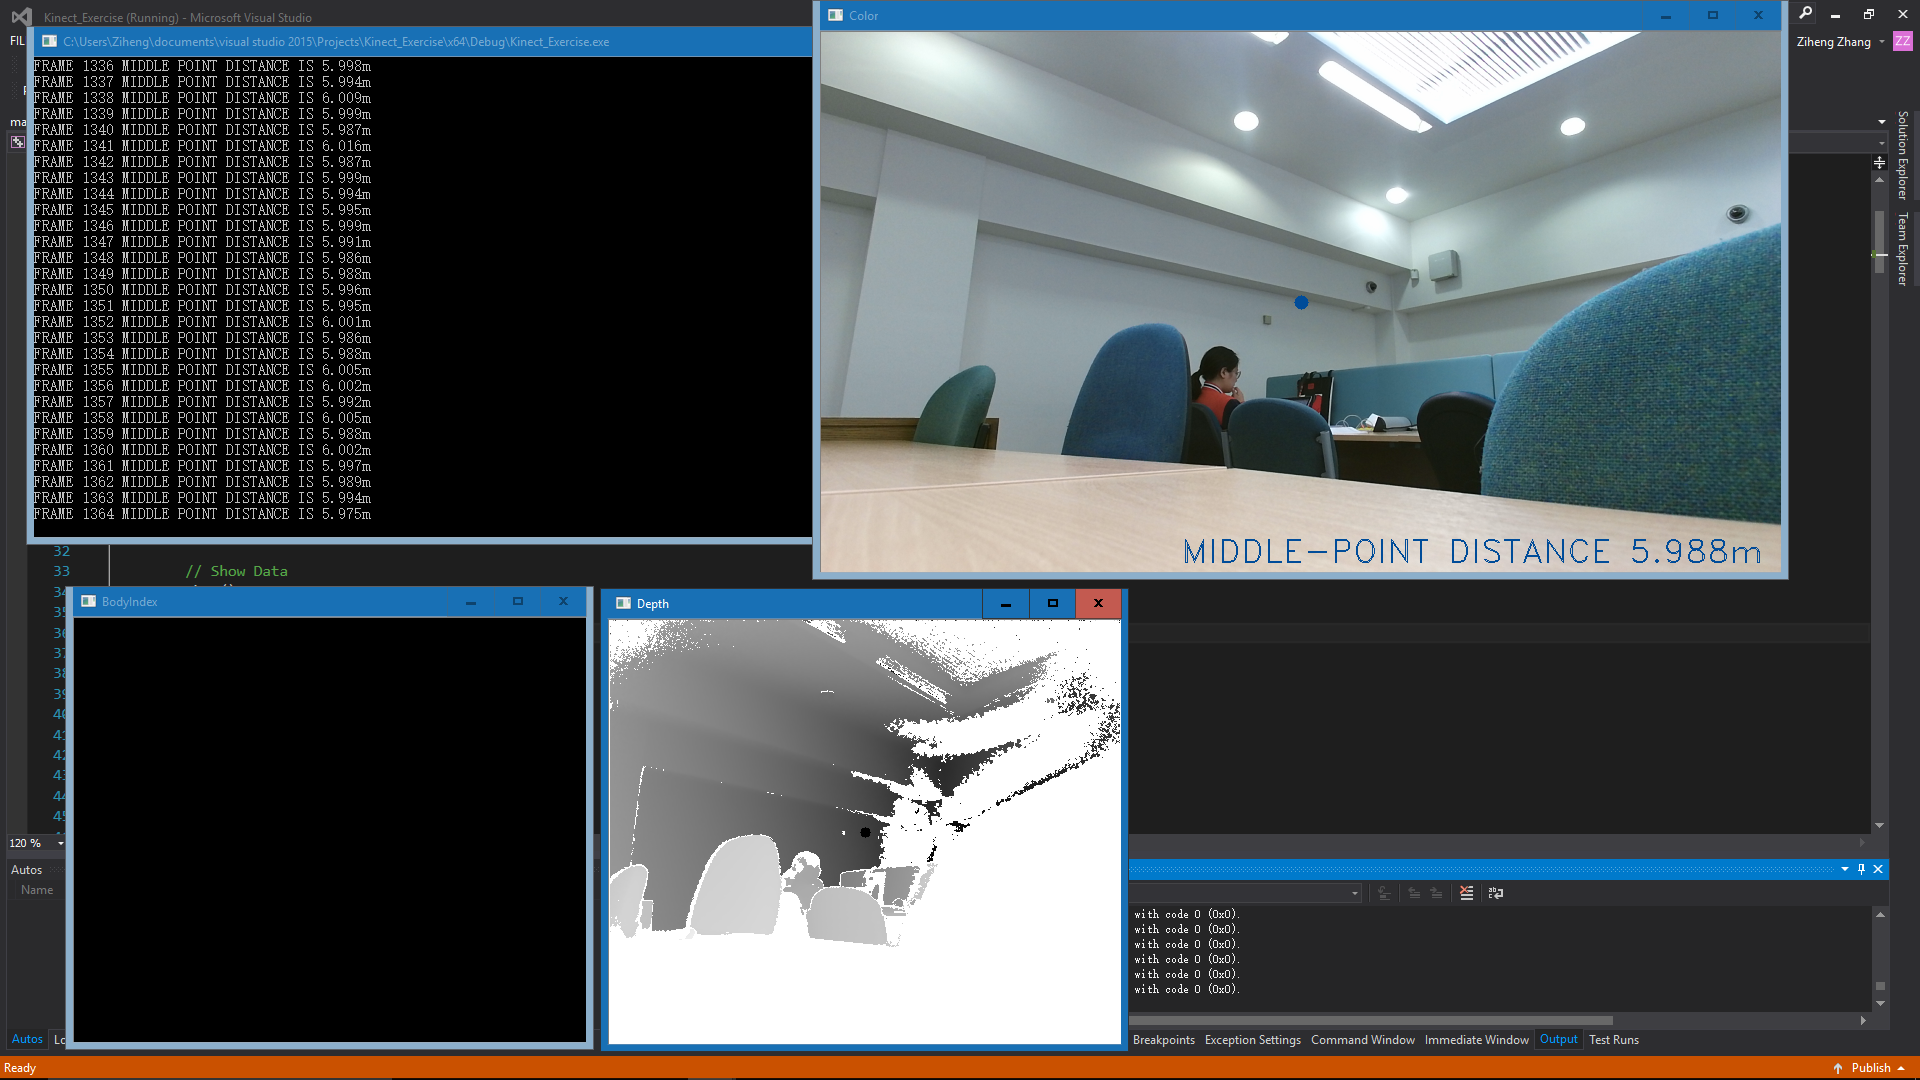 Kinect_Exercise (Running) - Microsoft Visual Studio
FIL
Ziheng Zhang
ZZ
C:\Users\Ziheng\documents\visual studio 2015\Projects\Kinect_Exercise\x64\Debug\Kinect_Exercise.exe
ma
FRAME 1336 MIDDLE POINT DISTANCE IS 5.998m
FRAME 1337 MIDDLE POINT DISTANCE IS 5.994m
FRAME 1338 MIDDLE POINT DISTANCE IS 6.009m
FRAME 1339 MIDDLE POINT DISTANCE IS 5.999m
FRAME 1340 MIDDLE POINT DISTANCE IS 5.987m
FRAME 1341 MIDDLE POINT DISTANCE IS 6.016m
FRAME 1342 MIDDLE POINT DISTANCE IS 5.987m
FRAME 1343 MIDDLE POINT DISTANCE IS 5.999m
FRAME 1344 MIDDLE POINT DISTANCE IS 5.994m
FRAME 1345 MIDDLE POINT DISTANCE IS 5.995m
FRAME 1346 MIDDLE POINT DISTANCE IS 5.999m
FRAME 1347 MIDDLE POINT DISTANCE IS 5.991m
FRAME 1348 MIDDLE POINT DISTANCE IS 5.986m
FRAME 1349 MIDDLE POINT DISTANCE IS 5.988m
FRAME 1350 MIDDLE POINT DISTANCE IS 5.996m
FRAME 1351 MIDDLE POINT DISTANCE IS 5.995m
FRAME 1352 MIDDLE POINT DISTANCE IS 6.001m
FRAME 1353 MIDDLE POINT DISTANCE IS 5.986m
FRAME 1354 MIDDLE POINT DISTANCE IS 5.988m
FRAME 1355 MIDDLE POINT DISTANCE IS 6.005m
FRAME 1356 MIDDLE POINT DISTANCE IS 6.002m
FRAME 1357 MIDDLE POINT DISTANCE IS 5.992m
FRAME 1358 MIDDLE POINT DISTANCE IS 6.005m
FRAME 1359 MIDDLE POINT DISTANCE IS 5.988m
FRAME 1360 MIDDLE POINT DISTANCE IS 6.002m
FRAME 1361 MIDDLE POINT DISTANCE IS 5.997m
FRAME 1362 MIDDLE POINT DISTANCE IS 5.989m
FRAME 1363 MIDDLE POINT DISTANCE IS 5.994m
FRAME 1364 MIDDLE POINT DISTANCE IS 5.975m
Color
MIDDLE-POINT DISTANCE 5.988m
Solution Explorer
Team Explorer
32
33 // Show Data
34
35
36
37
38
39
40
41
42
43
44
45
120 %
BodyIndex
Depth
Autos
Name
with code 0 (0x0).
with code 0 (0x0).
with code 0 (0x0).
with code 0 (0x0).
with code 0 (0x0).
with code 0 (0x0).
Autos Lo
Breakpoints Exception Settings Command Window Immediate Window Output Test Runs
Ready
Publish